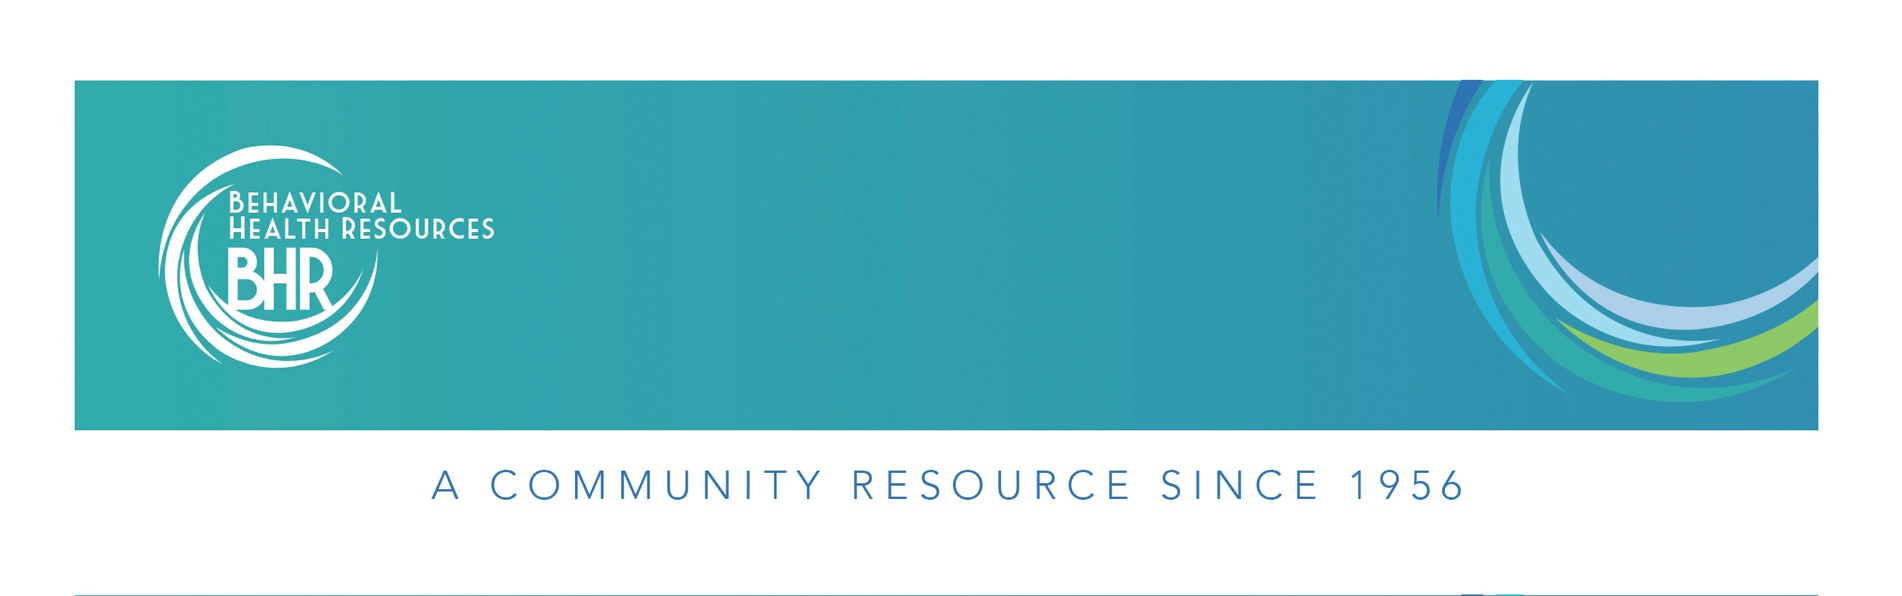 BEHAVIORAL
HEALTH RESOURCES
BHR
A COMMUNITY RESOURCE SINCE 1956